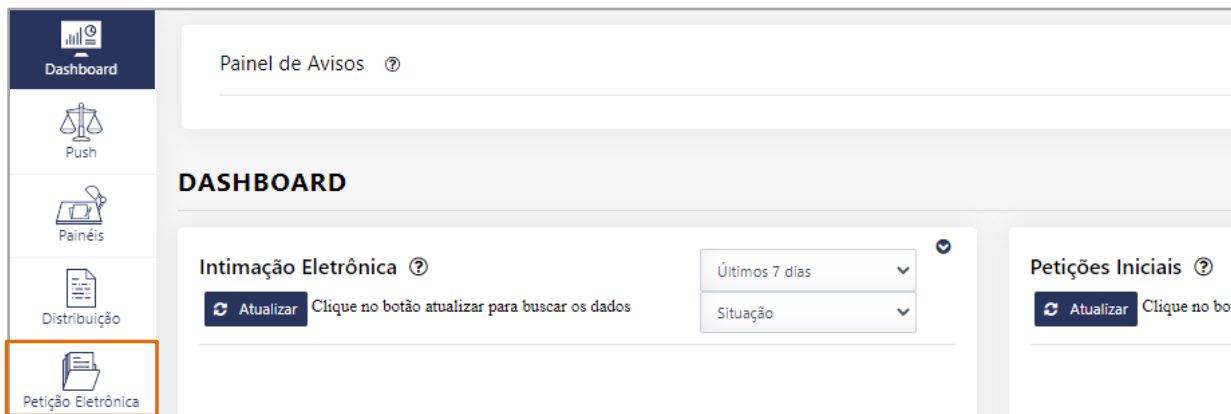 Dashboard
Push
Painéis
Distribuição
Petição Eletrônica
Painel de Avisos ?
DASHBOARD
Intimação Eletrônica ?
Últimos 7 dias
Atualizar Clique no botão atualizar para buscar os dados
Situação
Petições Iniciais ?
Atualizar Clique no bo